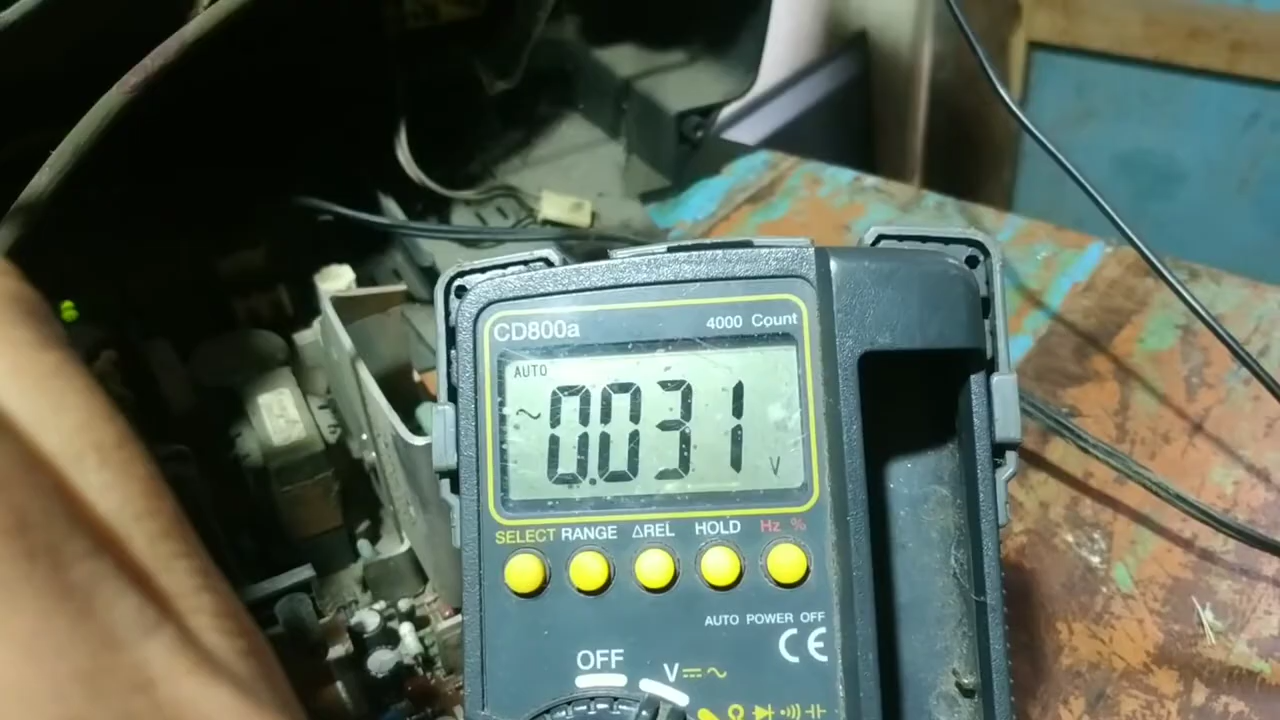 CD800a 4000 Count
AUTO
~ 0.031 V
SELECT RANGE ΔREL HOLD Hz %
AUTO POWER OFF
CE
OFF V ⎓ ~
Ω